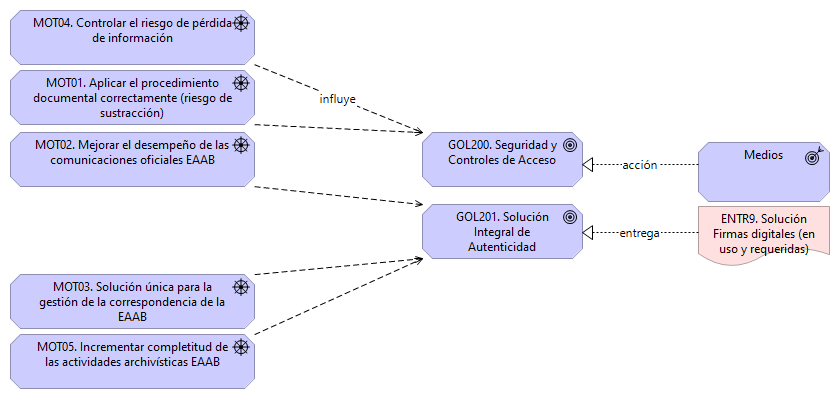 MOT04. Controlar el riesgo de pérdida
de información
MOT01. Aplicar el procedimiento
documental correctamente (riesgo de
sustracción)
MOT02. Mejorar el desempeño de las
comunicaciones oficiales EAAB
influye
GOL200. Seguridad y
Controles de Acceso
acción
Medios
GOL201. Solución
Integral de
Autenticidad
entrega
ENTR9. Solución
Firmas digitales (en
uso y requeridas)
MOT03. Solución única para la
gestión de la correspondencia de la
EAAB
MOT05. Incrementar completitud de
las actividades archivísticas EAAB